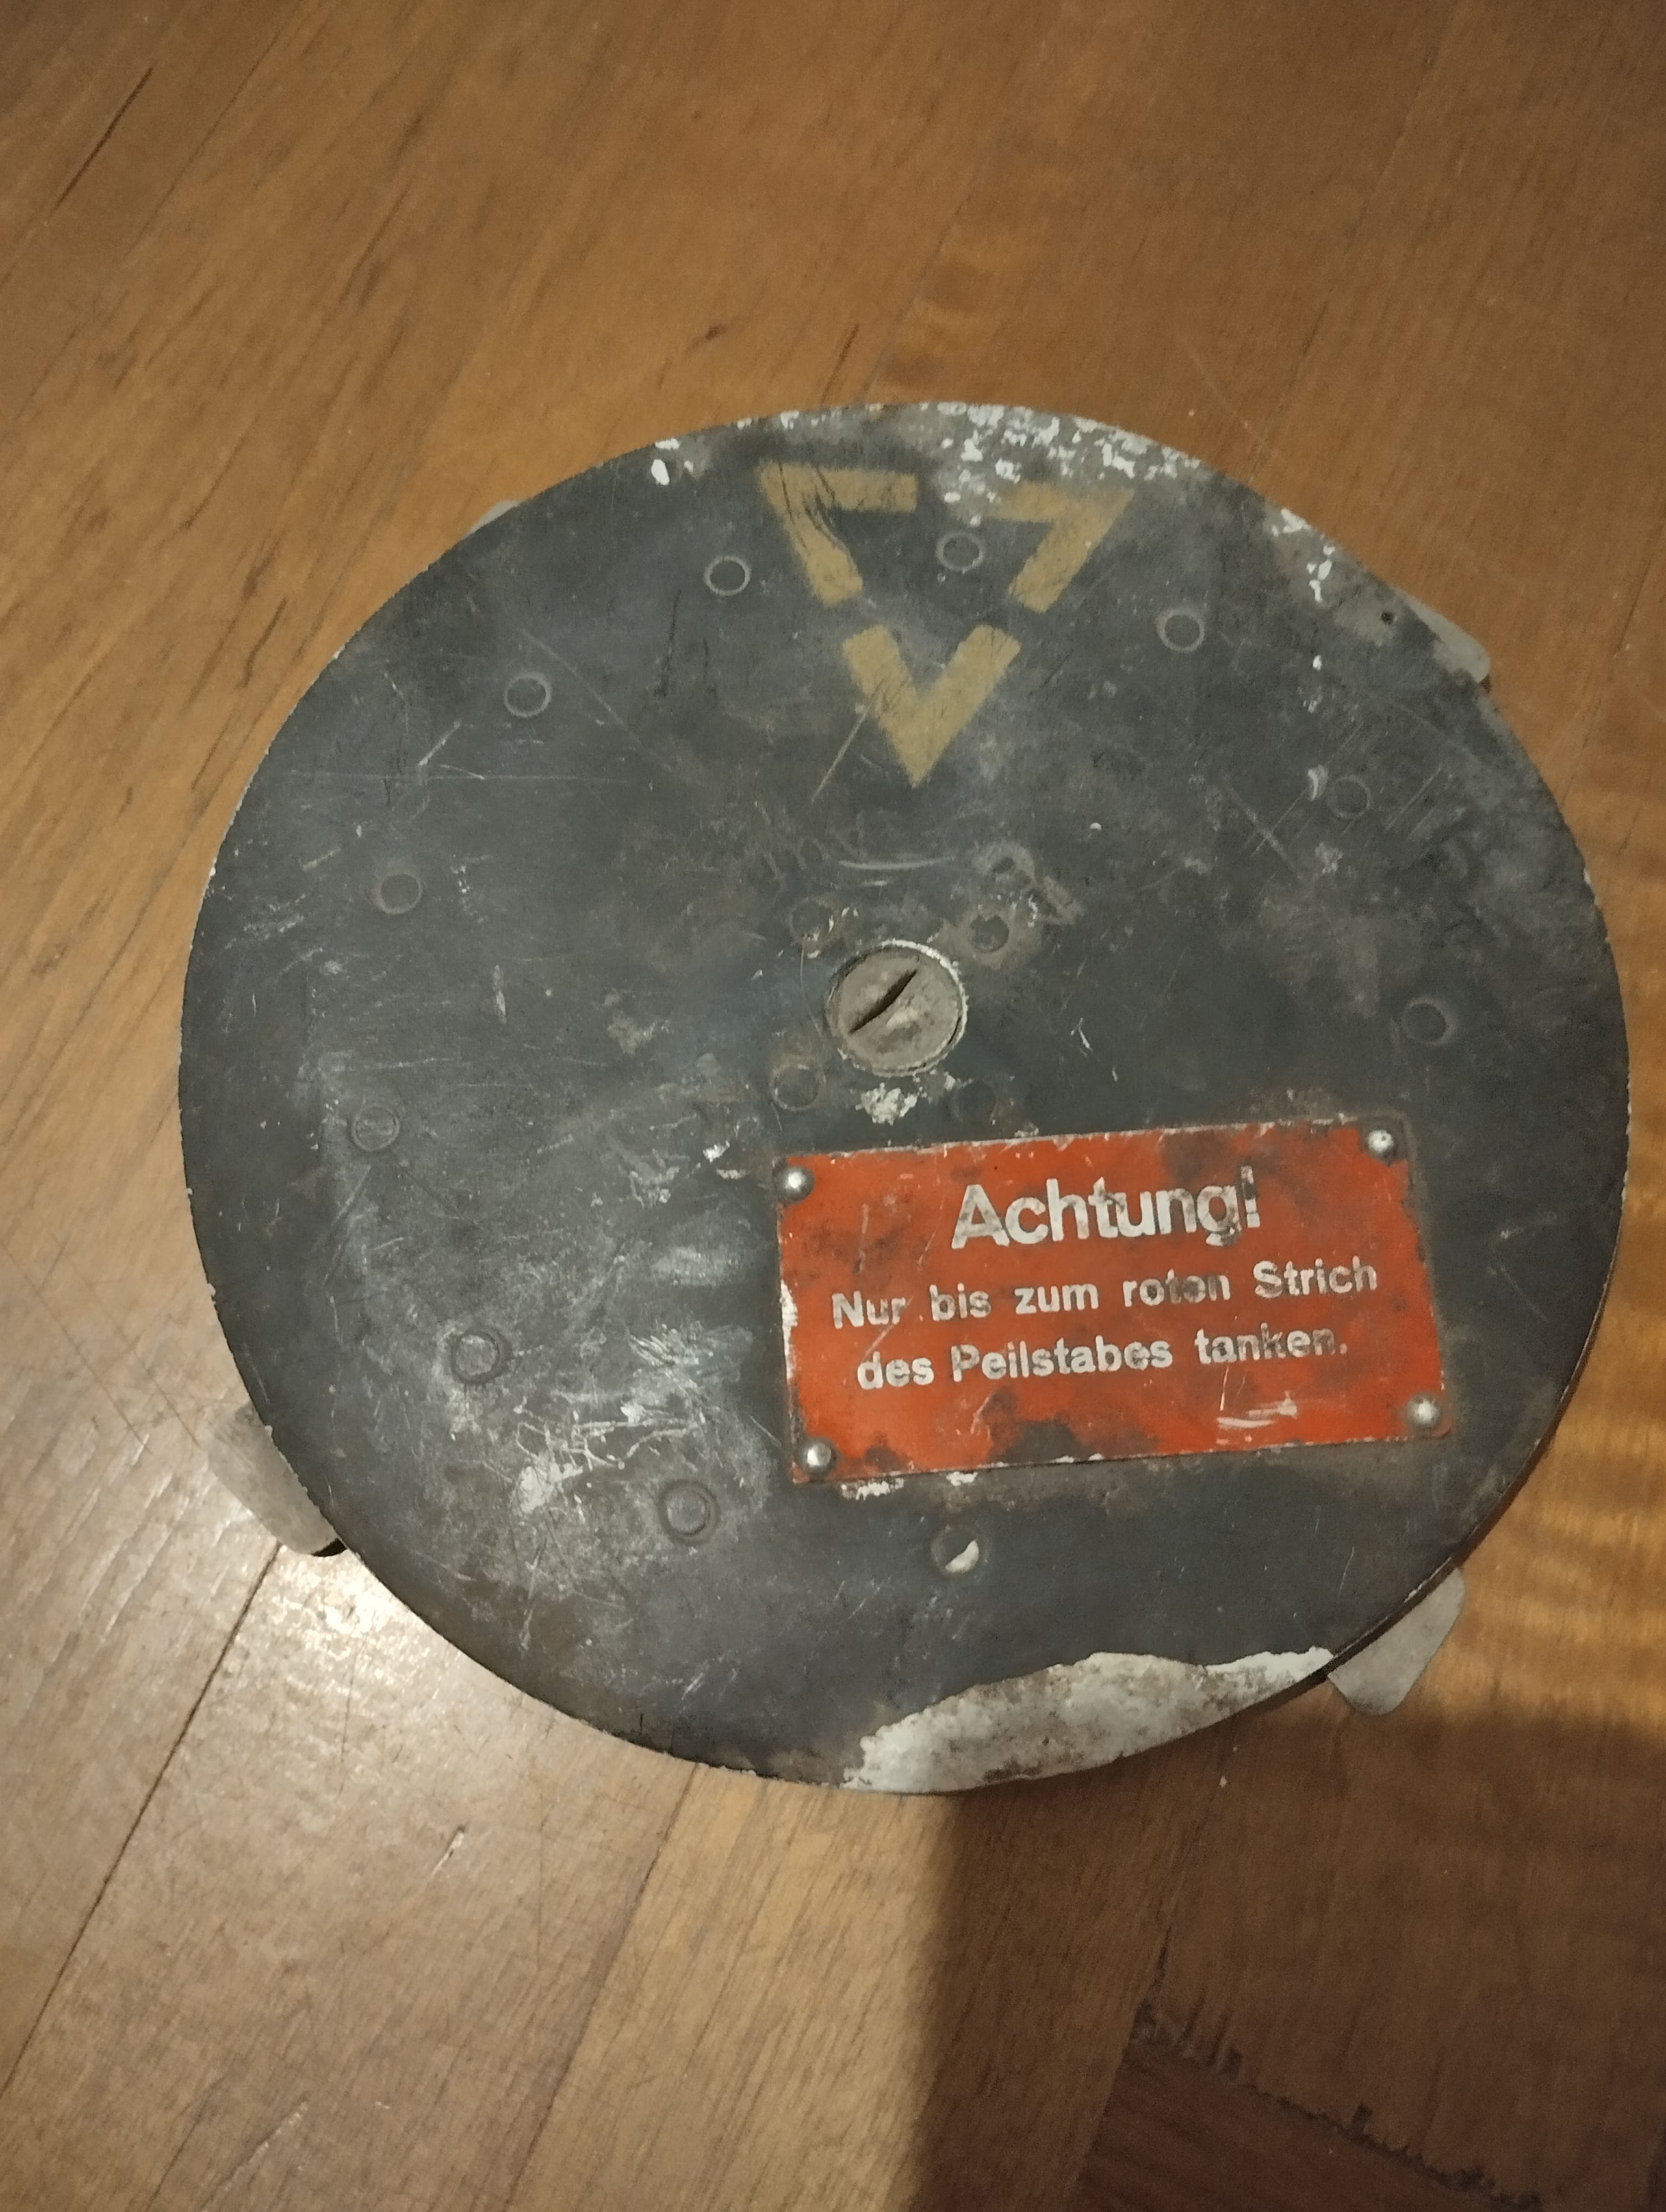 Achtung!
Nur bis zum roten Strich
des Peilstabes tanken.